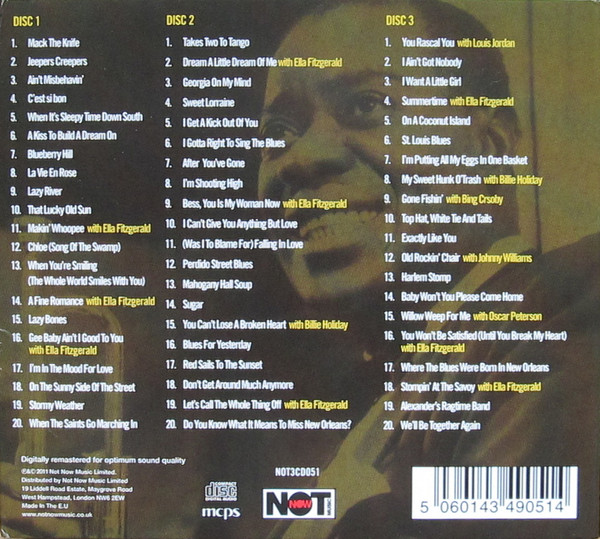 DISC 1
1. Mack The Knife
2. Jeepers Creepers
3. Ain't Misbehavin'
4. C'est si bon
5. When It's Sleepy Time Down South
6. A Kiss To Build A Dream On
7. Blueberry Hill
8. La Vie En Rose
9. Lazy River
10. That Lucky Old Sun
11. Makin' Whoopee with Ella Fitzgerald
12. Chloe (Song Of The Swamp)
13. When You're Smiling
(The Whole World Smiles With You)
14. A Fine Romance with Ella Fitzgerald
15. Lazy Bones
16. Gee Baby Ain't I Good To You
with Ella Fitzgerald
17. I'm In The Mood For Love
18. On The Sunny Side Of The Street
19. Stormy Weather
20. When The Saints Go Marching In
DISC 2
1. Takes Two To Tango
2. Dream A Little Dream Of Me with Ella Fitzgerald
3. Georgia On My Mind
4. Sweet Lorraine
5. I Get A Kick Out Of You
6. I Gotta Right To Sing The Blues
7. After You've Gone
8. I'm Shooting High
9. Bess, You Is My Woman Now with Ella Fitzgerald
10. I Can't Give You Anything But Love
11. (Was I To Blame For) Falling In Love
12. Perdido Street Blues
13. Mahogany Hall Soup
14. Sugar
15. You Can't Lose A Broken Heart with Billie Holiday
16. Blues For Yesterday
17. Red Sails To The Sunset
18. Don't Get Around Much Anymore
19. Let's Call The Whole Thing Off with Ella Fitzgerald
20. Do You Know What It Means To Miss New Orleans?
DISC 3
1. You Rascal You with Louis Jordan
2. I Ain't Got Nobody
3. I Want A Little Girl
4. Summertime with Ella Fitzgerald
5. On A Coconut Island
6. St. Louis Blues
7. I'm Putting All My Eggs In One Basket
8. My Sweet Hunk O'Trash with Billie Holiday
9. Gone Fishin' with Bing Crsoby
10. Top Hat, White Tie And Tails
11. Exactly Like You
12. Old Rockin' Chair with Johnny Williams
13. Harlem Stomp
14. Baby Won't You Please Come Home
15. Willow Weep For Me with Oscar Peterson
16. You Won't Be Satisfied (Until You Break My Heart)
with Ella Fitzgerald
17. Where The Blues Were Born In New Orleans
18. Stompin' At The Savoy with Ella Fitzgerald
19. Alexander's Ragtime Band
20. We'll Be Together Again
Digitally remastered for optimum sound quality
℗&© 2011 Not Now Music Limited.
Distributed by Not Now Music Limited
19 Liddell Road Estate, Maygrove Road
West Hampstead, London NW6 2EW
Made In The E.U
www.notnowmusic.co.uk
COMPACT
disc
DIGITAL AUDIO
mcps
NOT3CD051
NOT
NOW
MUSIC
5 060143 490514